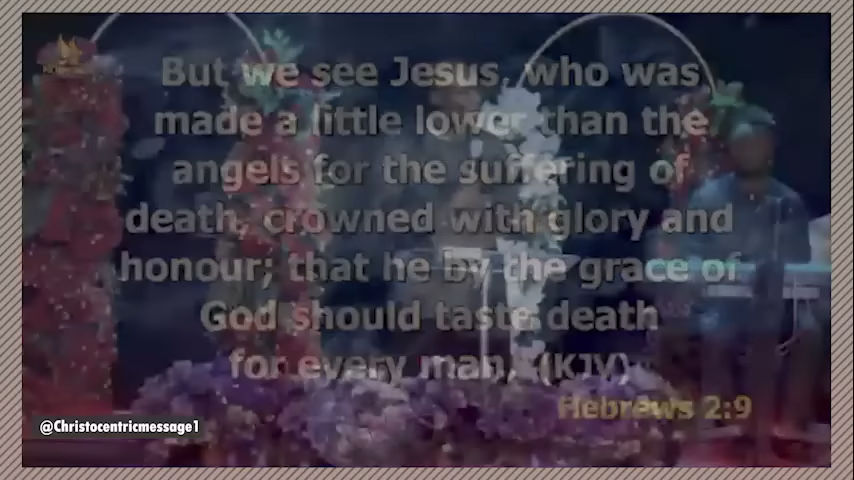 But we see Jesus, who was
made a little lower than the
angels for the suffering of
death, crowned with glory and
honour; that he by the grace of
God should taste death
for every man. (KJV)
Hebrews 2:9
@Christocentricmessage1